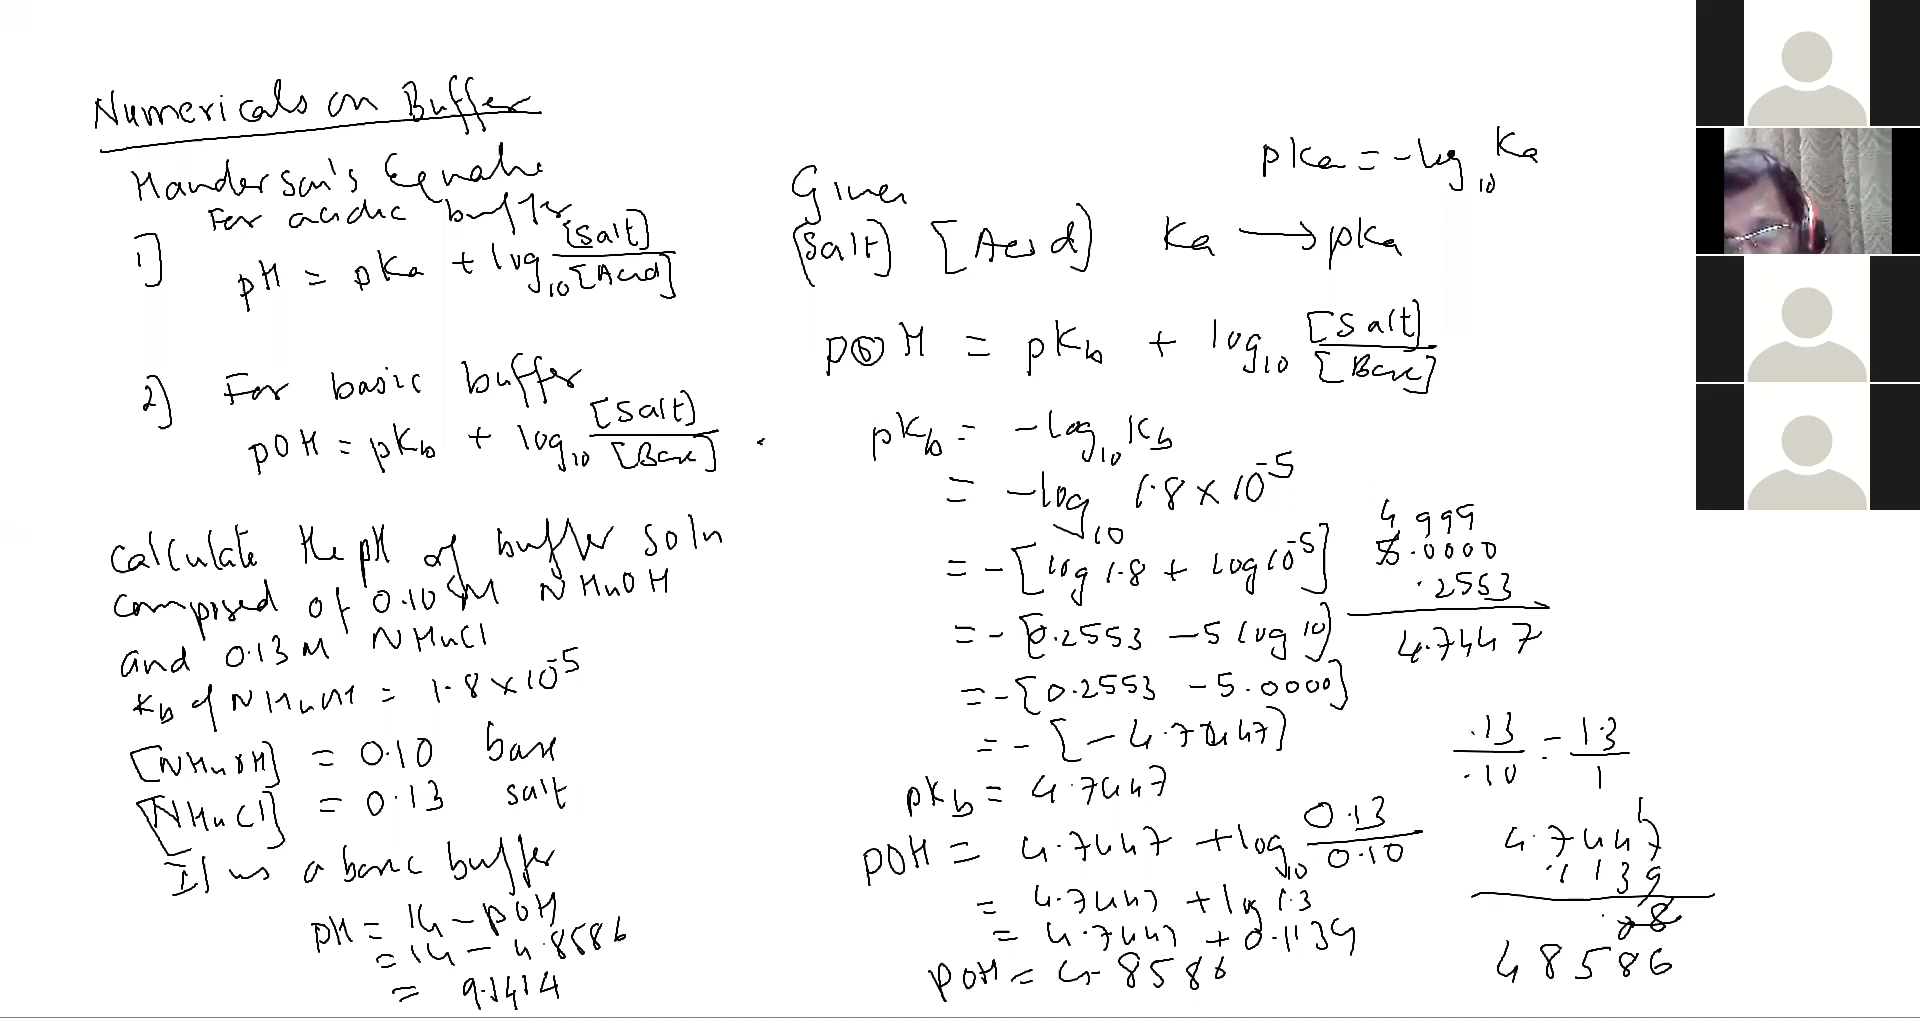 Numericals on Buffer
Handerson's Equatn
For acidic buffer
1] pH = pKa + log10 [Salt]/[Acid]
2] For basic buffer
pOH = pKb + log10 [Salt]/[Base]
Calculate the pH of buffer soln
composed of 0.10 M NH4OH
and 0.13 M NH4Cl
Kb of NH4OH = 1.8 x 10^-5
[NH4OH] = 0.10 base
[NH4Cl] = 0.13 salt
It is a basic buffer
pH = 14 - pOH
= 14 - 4.8586
= 9.1414
pKa = -log10 Ka
Given
[Salt] [Acid] Ka → pKa
pOH = pKb + log10 [Salt]/[Base]
pKb = -log10 Kb
= -log10 1.8 x 10^-5
= -[log 1.8 + log 10^-5]
= -[0.2553 - 5 log 10]
= -[0.2553 - 5.0000]
= -[-4.7447]
pKb = 4.7447
pOH = 4.7447 + log10 0.13/0.10
= 4.7447 + log 1.3
= 4.7447 + 0.1139
pOH = 4.8586
4 999
5.0000
.2553
4.7447
.13/.10 = 1.3/1
1
4.7447
.1139
48586